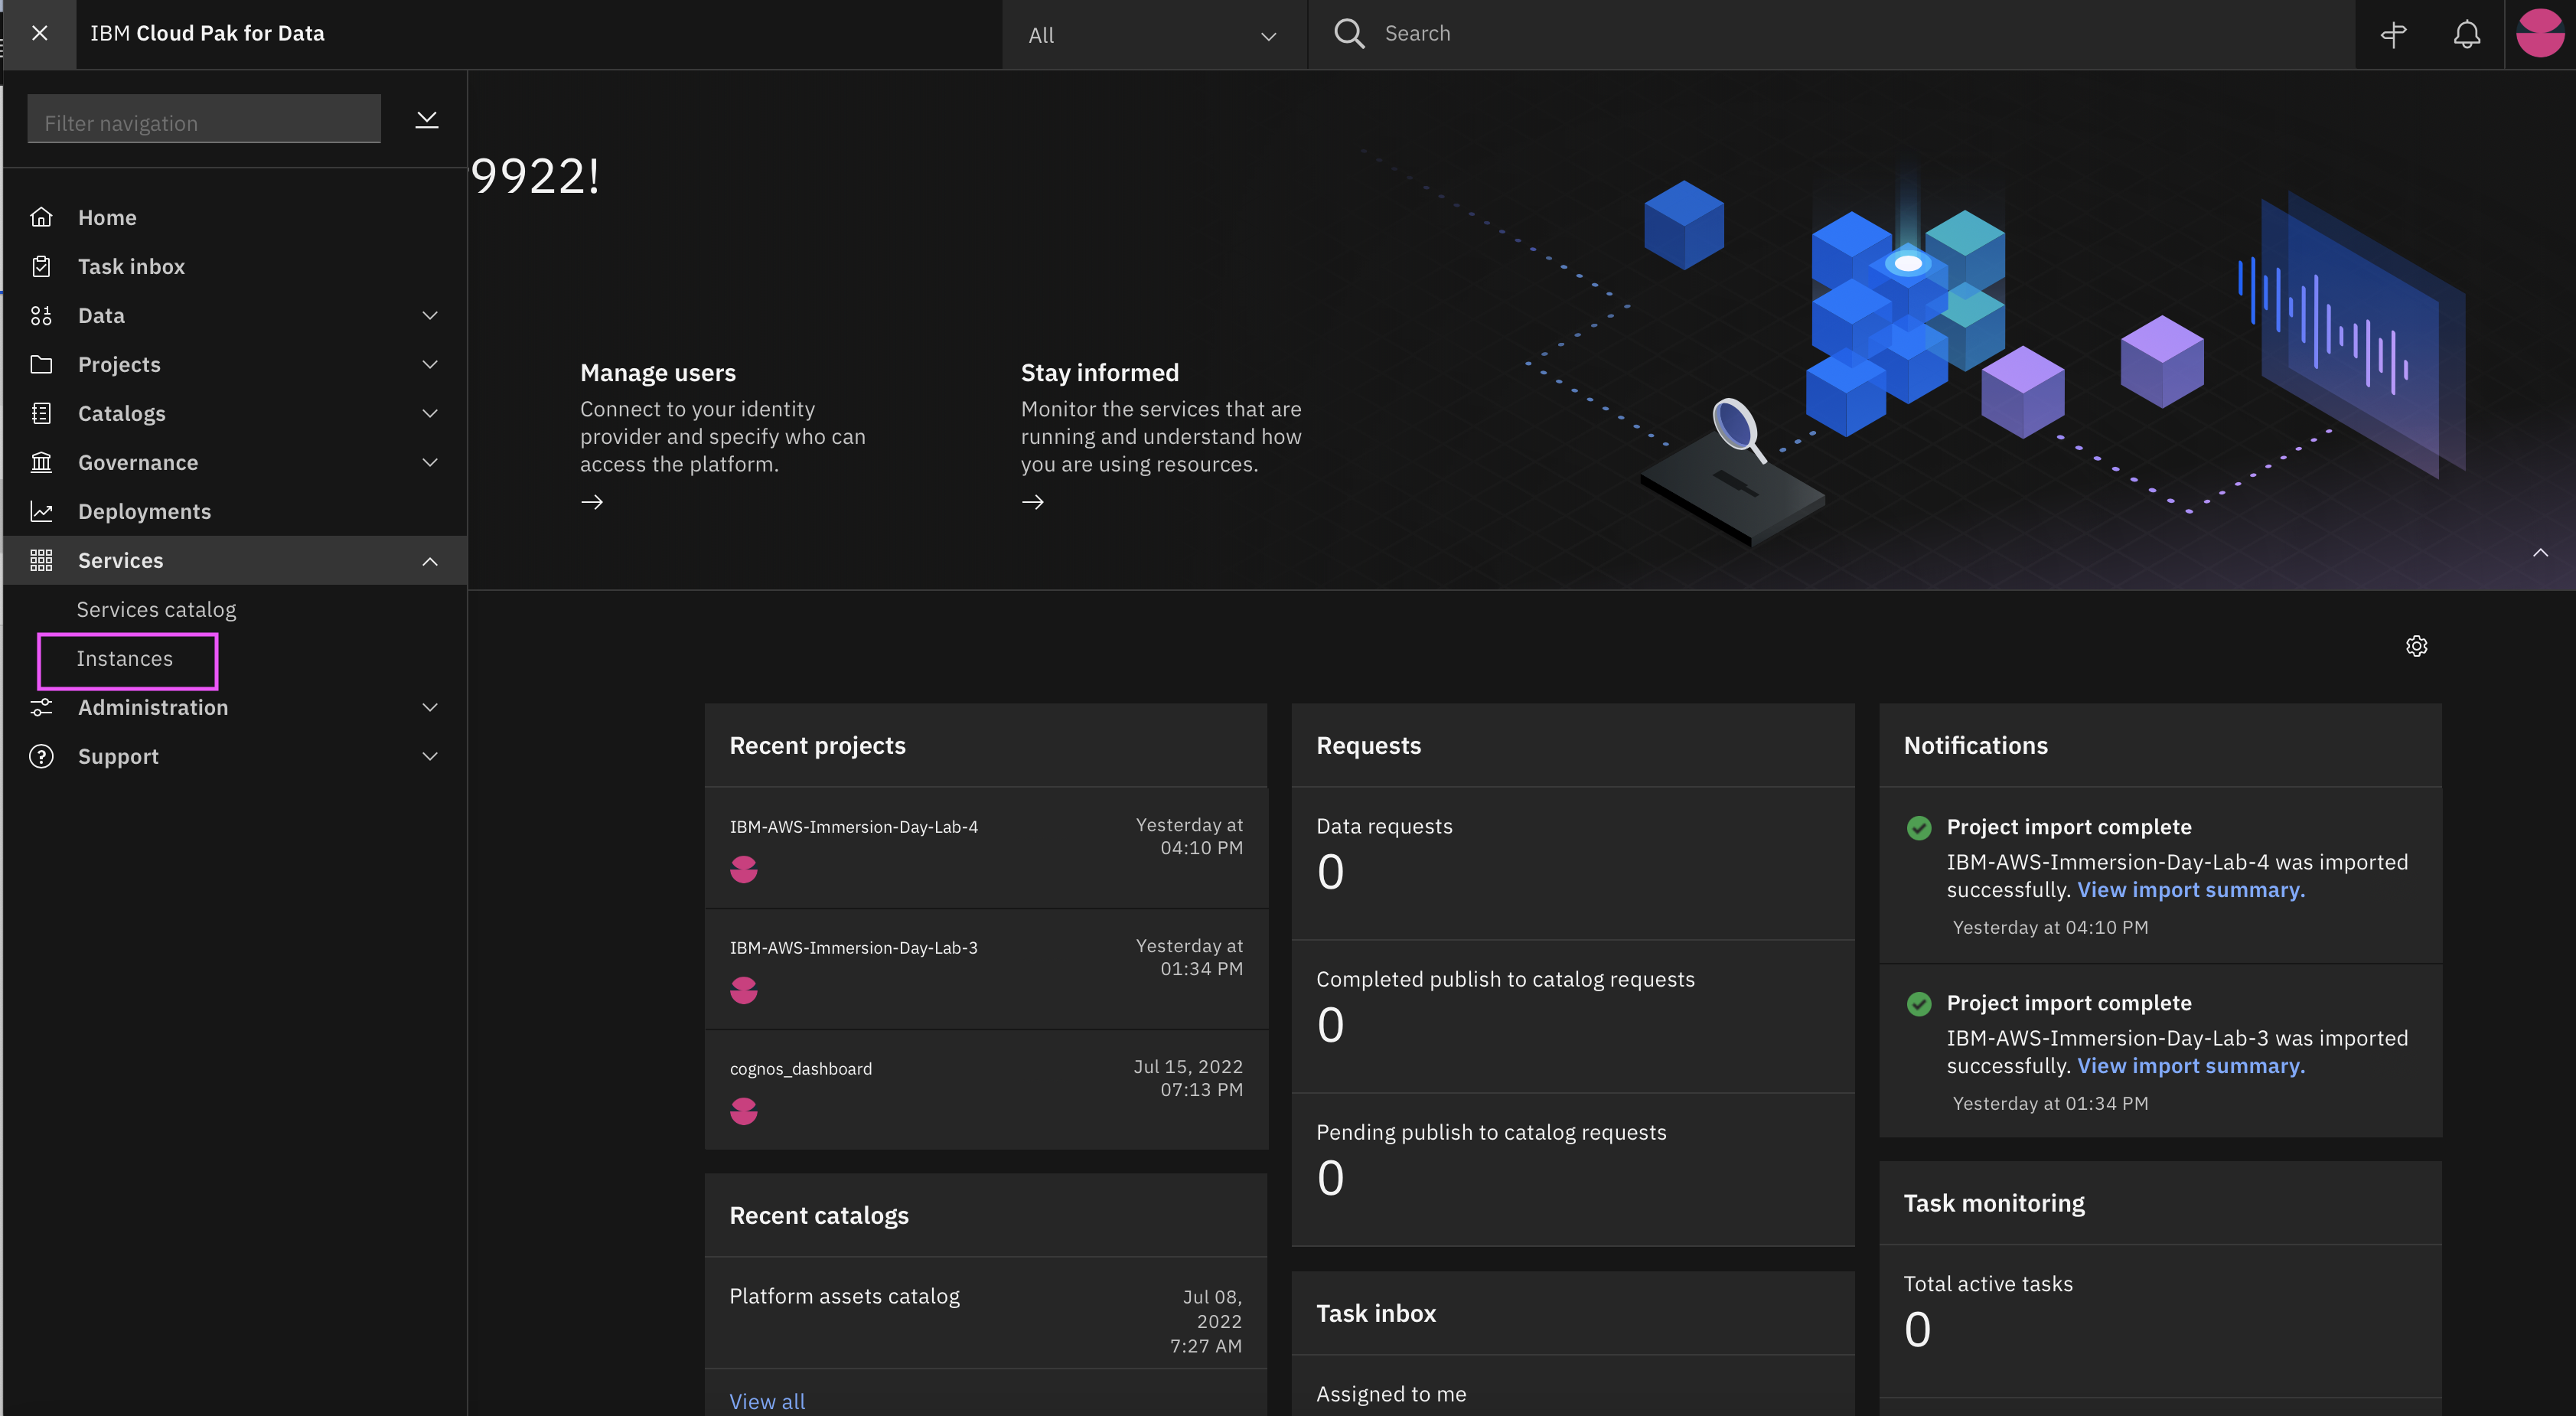 IBM Cloud Pak for Data
All
Search
Filter navigation
Home
Task inbox
Data
Projects
Catalogs
Governance
Deployments
Services
Services catalog
Instances
Administration
Support
9922!
Manage users
Connect to your identity
provider and specify who can
access the platform.
Stay informed
Monitor the services that are
running and understand how
you are using resources.
Recent projects
IBM-AWS-Immersion-Day-Lab-4
Yesterday at
04:10 PM
IBM-AWS-Immersion-Day-Lab-3
Yesterday at
01:34 PM
cognos_dashboard
Jul 15, 2022
07:13 PM
Recent catalogs
Platform assets catalog
Jul 08,
2022
7:27 AM
View all
Requests
Data requests
0
Completed publish to catalog requests
0
Pending publish to catalog requests
0
Task inbox
Assigned to me
Notifications
Project import complete
IBM-AWS-Immersion-Day-Lab-4 was imported
successfully. View import summary.
Yesterday at 04:10 PM
Project import complete
IBM-AWS-Immersion-Day-Lab-3 was imported
successfully. View import summary.
Yesterday at 01:34 PM
Task monitoring
Total active tasks
0